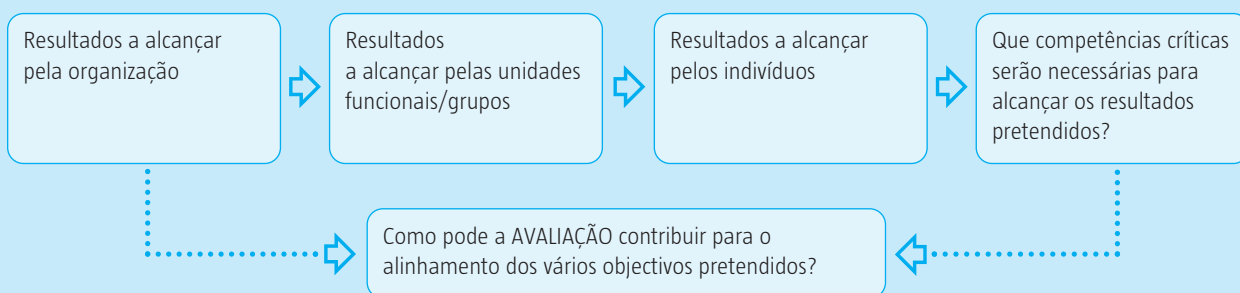 Resultados a alcançar
pela organização
Resultados
a alcançar pelas unidades
funcionais/grupos
Resultados a alcançar
pelos indivíduos
Que competências críticas
serão necessárias para
alcançar os resultados
pretendidos?
Como pode a AVALIAÇÃO contribuir para o
alinhamento dos vários objectivos pretendidos?